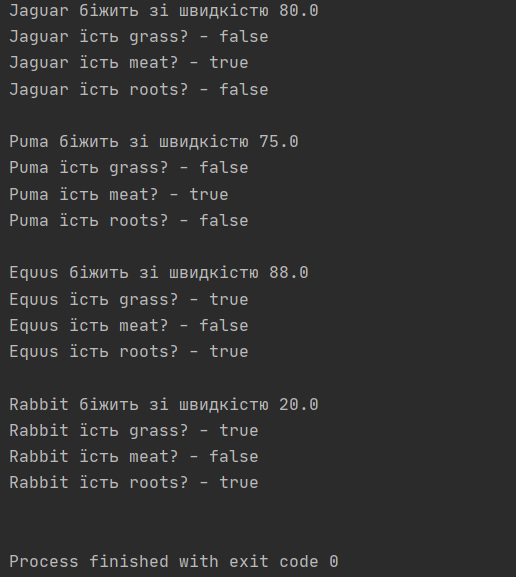 Jaguar біжить зі швидкістю 80.0
Jaguar їсть grass? - false
Jaguar їсть meat? - true
Jaguar їсть roots? - false
Puma біжить зі швидкістю 75.0
Puma їсть grass? - false
Puma їсть meat? - true
Puma їсть roots? - false
Equus біжить зі швидкістю 88.0
Equus їсть grass? - true
Equus їсть meat? - false
Equus їсть roots? - true
Rabbit біжить зі швидкістю 20.0
Rabbit їсть grass? - true
Rabbit їсть meat? - false
Rabbit їсть roots? - true
Process finished with exit code 0